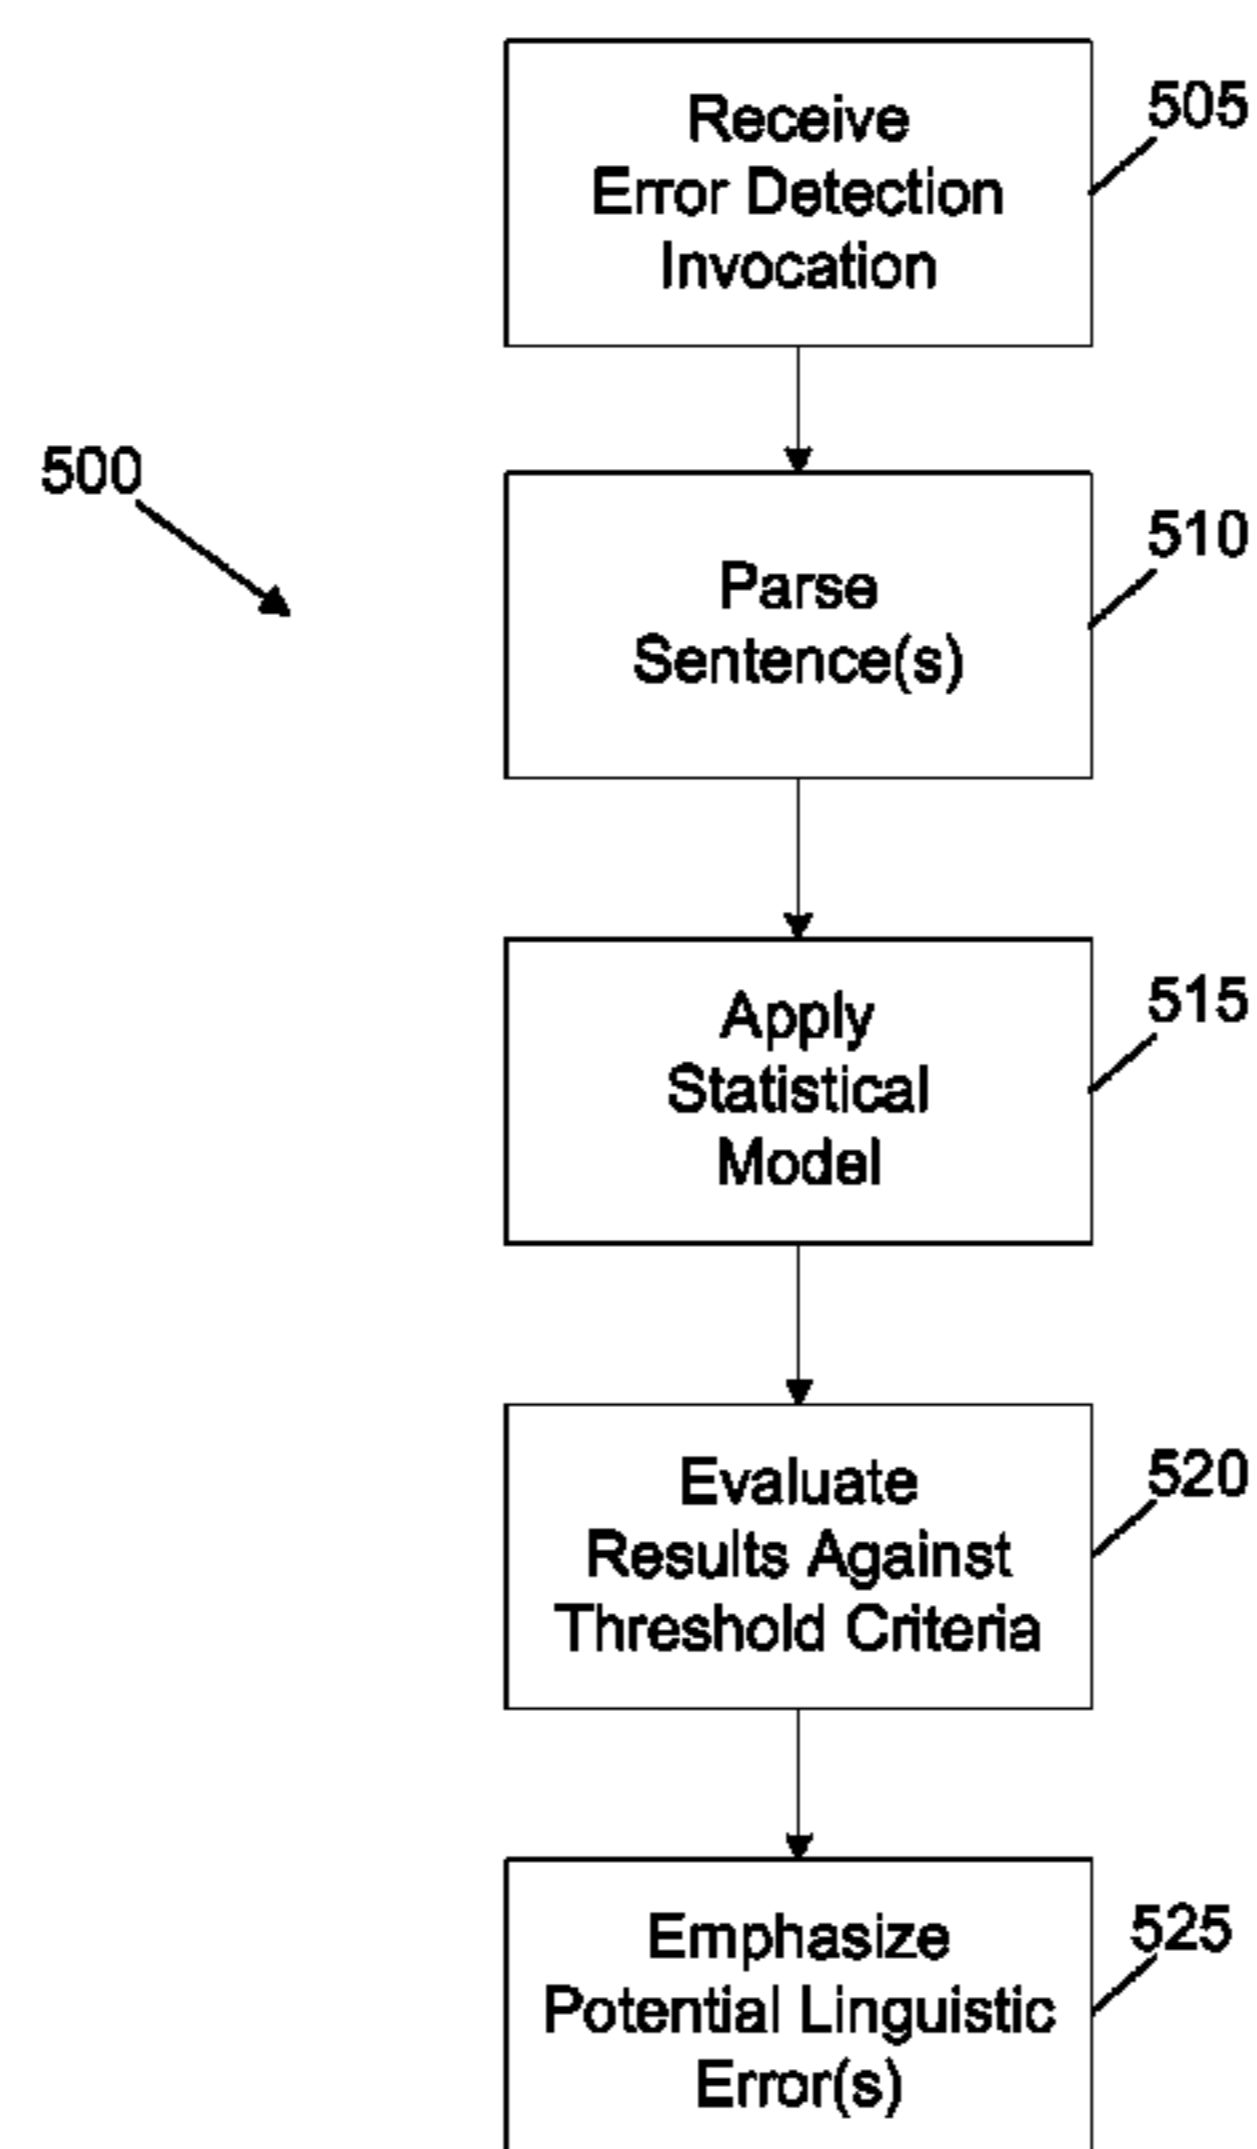 Receive
Error Detection
Invocation
505
500
Parse
Sentence(s)
510
Apply
Statistical
Model
515
Evaluate
Results Against
Threshold Criteria
520
Emphasize
Potential Linguistic
Error(s)
525